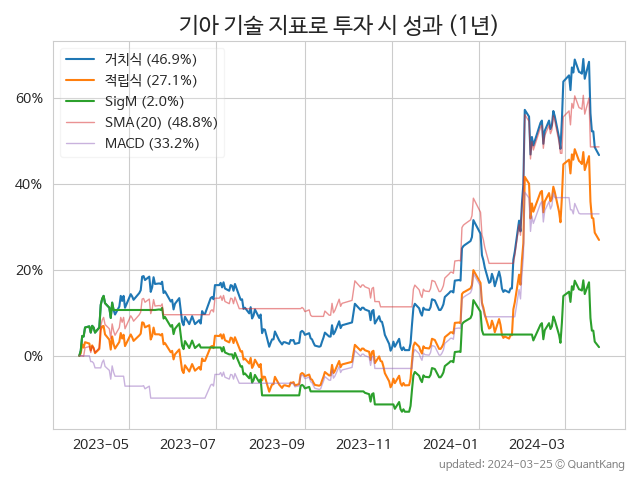 기아 기술 지표로 투자 시 성과 (1년)
거치식 (46.9%)
적립식 (27.1%)
SigM (2.0%)
SMA(20) (48.8%)
MACD (33.2%)
60%
40%
20%
0%
2023-05 2023-07 2023-09 2023-11 2024-01 2024-03
updated: 2024-03-25 © QuantKang